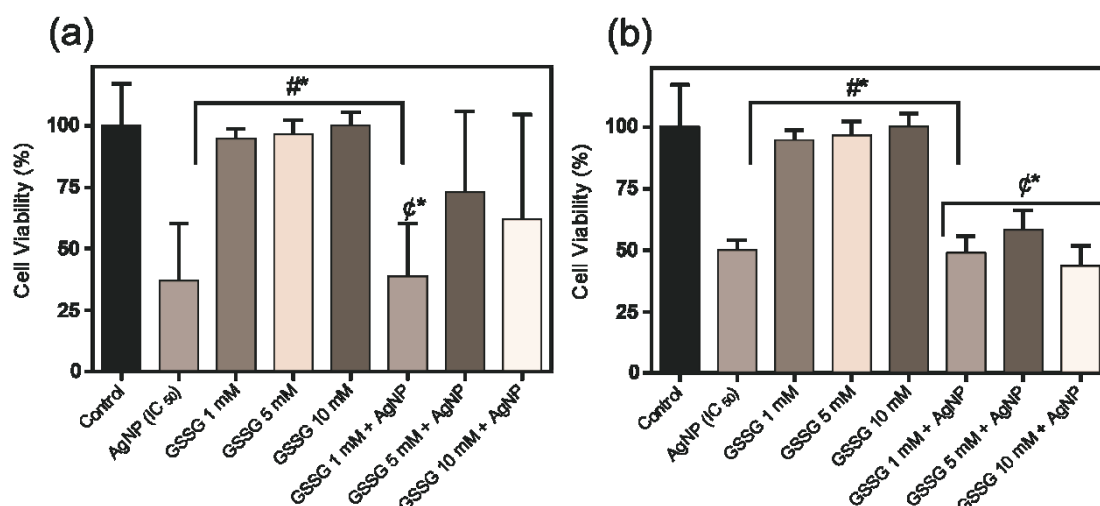 (a)
#*
¢*
Cell Viability (%)
100
75
50
25
0
Control
AgNP (IC 50)
GSSG 1 mM
GSSG 5 mM
GSSG 10 mM
GSSG 1 mM + AgNP
GSSG 5 mM + AgNP
GSSG 10 mM + AgNP
(b)
#*
¢*
Cell Viability (%)
100
75
50
25
0
Control
AgNP (IC 50)
GSSG 1 mM
GSSG 5 mM
GSSG 10 mM
GSSG 1 mM + AgNP
GSSG 5 mM + AgNP
GSSG 10 mM + AgNP